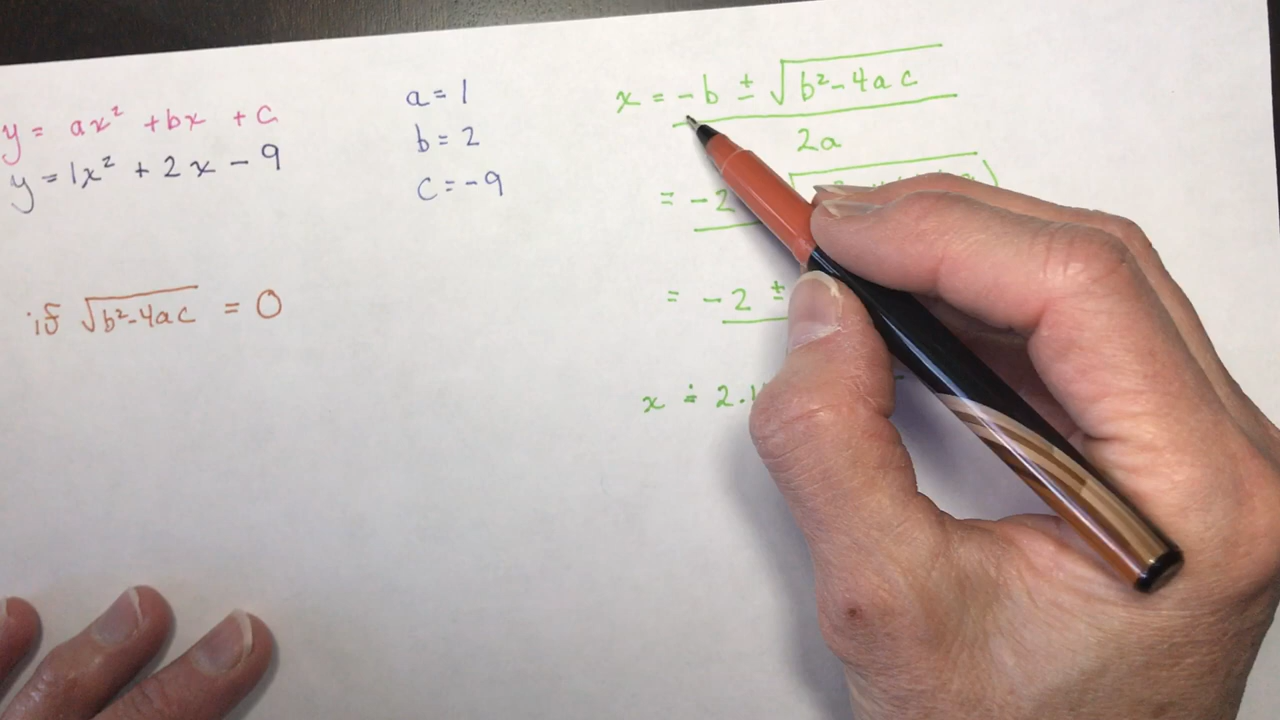 y = ax² + bx + c
y = 1x² + 2x - 9
if √b²-4ac = 0
a = 1
b = 2
c = -9
x = -b ± √b²-4ac
2a
= -2
= -2 ±
x ≐ 2.